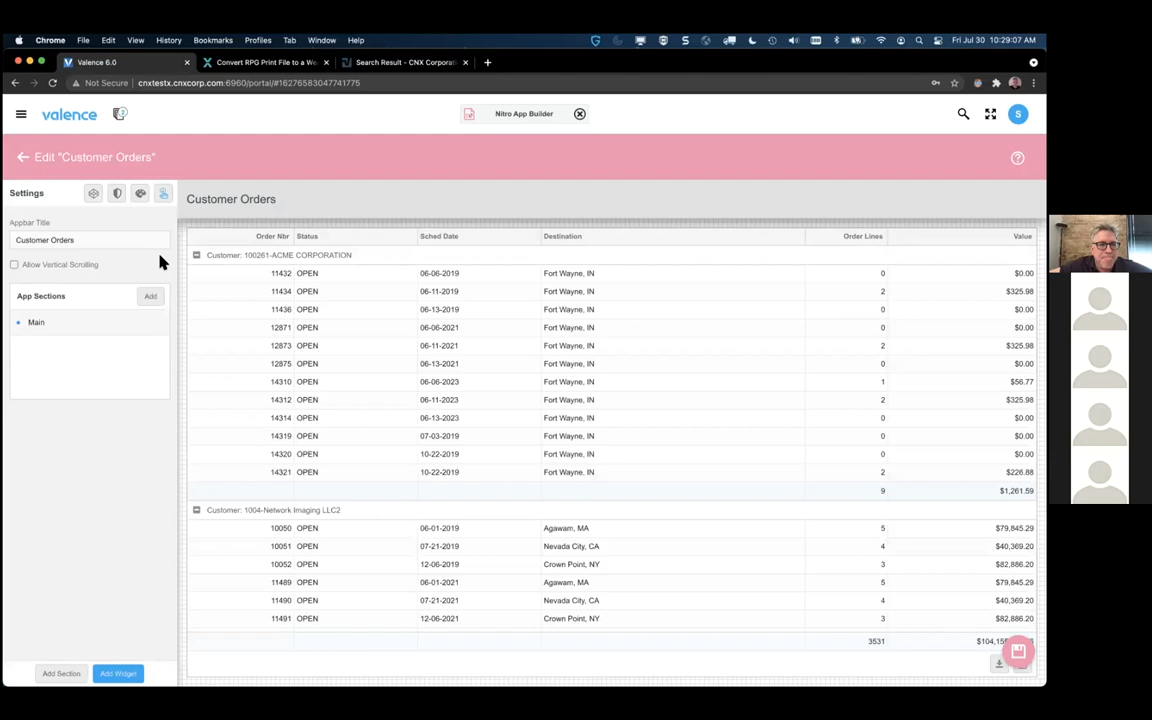 Chrome File Edit View History Bookmarks Profiles Tab Window Help Fri Jul 30 10:29:07 AM
Valence 6.0 Convert RPG Print File to a We Search Result – CNX Corporati
Not Secure cnxtestx.cnxcorp.com:6960/portal/#16276583047741775
valence Nitro App Builder S
Edit "Customer Orders"
Settings
Customer Orders
Appbar Title
Customer Orders
Allow Vertical Scrolling
App Sections Add
Main
Add Section Add Widget
Order Nbr Status Sched Date Destination Order Lines Value
Customer: 100261-ACME CORPORATION
11432 OPEN 06-06-2019 Fort Wayne, IN 0 $0.00
11434 OPEN 06-11-2019 Fort Wayne, IN 2 $325.98
11436 OPEN 06-13-2019 Fort Wayne, IN 0 $0.00
12871 OPEN 06-06-2021 Fort Wayne, IN 0 $0.00
12873 OPEN 06-11-2021 Fort Wayne, IN 2 $325.98
12875 OPEN 06-13-2021 Fort Wayne, IN 0 $0.00
14310 OPEN 06-06-2023 Fort Wayne, IN 1 $56.77
14312 OPEN 06-11-2023 Fort Wayne, IN 2 $325.98
14314 OPEN 06-13-2023 Fort Wayne, IN 0 $0.00
14319 OPEN 07-03-2019 Fort Wayne, IN 0 $0.00
14320 OPEN 10-22-2019 Fort Wayne, IN 0 $0.00
14321 OPEN 10-22-2019 Fort Wayne, IN 2 $226.88
9 $1,261.59
Customer: 1004-Network Imaging LLC2
10050 OPEN 06-01-2019 Agawam, MA 5 $79,845.29
10051 OPEN 07-21-2019 Nevada City, CA 4 $40,369.20
10052 OPEN 12-06-2019 Crown Point, NY 3 $82,886.20
11489 OPEN 06-01-2021 Agawam, MA 5 $79,845.29
11490 OPEN 07-21-2021 Nevada City, CA 4 $40,369.20
11491 OPEN 12-06-2021 Crown Point, NY 3 $82,886.20
3531